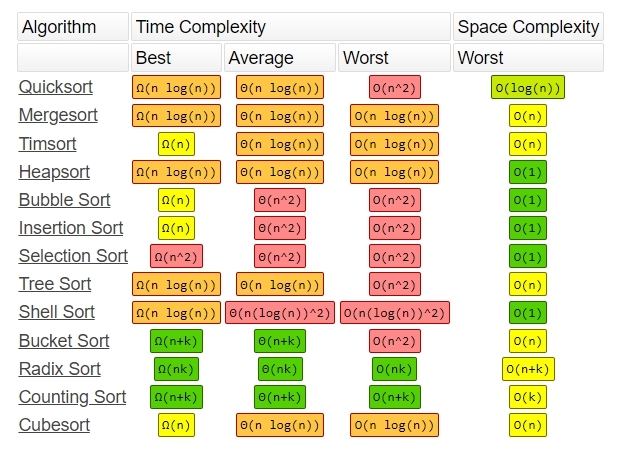 Algorithm Time Complexity Space Complexity
Best Average Worst Worst
Quicksort Ω(n log(n)) Θ(n log(n)) O(n^2) O(log(n))
Mergesort Ω(n log(n)) Θ(n log(n)) O(n log(n)) O(n)
Timsort Ω(n) Θ(n log(n)) O(n log(n)) O(n)
Heapsort Ω(n log(n)) Θ(n log(n)) O(n log(n)) O(1)
Bubble Sort Ω(n) Θ(n^2) O(n^2) O(1)
Insertion Sort Ω(n) Θ(n^2) O(n^2) O(1)
Selection Sort Ω(n^2) Θ(n^2) O(n^2) O(1)
Tree Sort Ω(n log(n)) Θ(n log(n)) O(n^2) O(n)
Shell Sort Ω(n log(n)) Θ(n(log(n))^2) O(n(log(n))^2) O(1)
Bucket Sort Ω(n+k) Θ(n+k) O(n^2) O(n)
Radix Sort Ω(nk) Θ(nk) O(nk) O(n+k)
Counting Sort Ω(n+k) Θ(n+k) O(n+k) O(k)
Cubesort Ω(n) Θ(n log(n)) O(n log(n)) O(n)